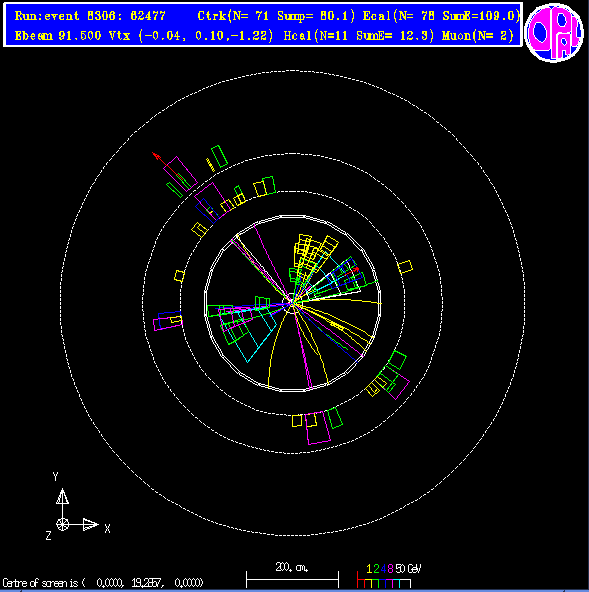 Run:event 8306: 62477 Ctrk(N= 71 Sump= 80.1) Ecal(N= 78 SumE=109.0)
Ebeam 91.500 Vtx (-0.04, 0.10,-1.22) Hcal(N=11 SumE= 12.3) Muon(N= 2)
OPAL
Y
X
Z
200. cm.
1 2 4 8 50 GeV
Centre of screen is ( 0.0000, 19.2857, 0.0000)